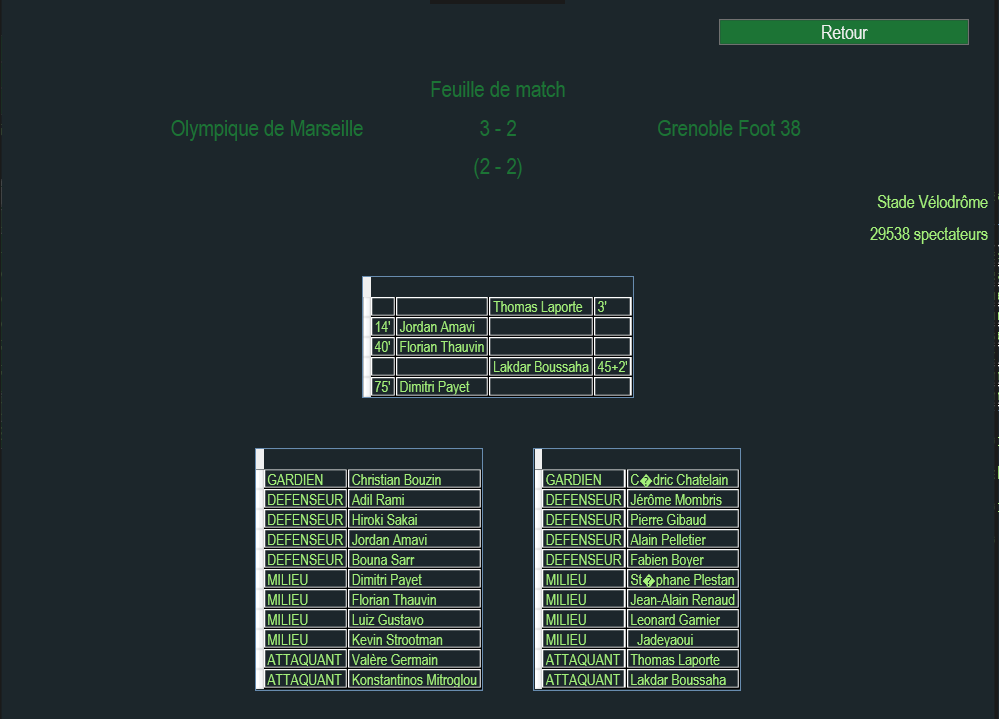 Retour
Feuille de match
Olympique de Marseille 3 - 2 Grenoble Foot 38
(2 - 2)
Stade Vélodrôme
29538 spectateurs
Thomas Laporte 3'
14' Jordan Amavi
40' Florian Thauvin
Lakdar Boussaha 45+2'
75' Dimitri Payet
GARDIEN Christian Bouzin
DEFENSEUR Adil Rami
DEFENSEUR Hiroki Sakai
DEFENSEUR Jordan Amavi
DEFENSEUR Bouna Sarr
MILIEU Dimitri Payet
MILIEU Florian Thauvin
MILIEU Luiz Gustavo
MILIEU Kevin Strootman
ATTAQUANT Valère Germain
ATTAQUANT Konstantinos Mitroglou
GARDIEN C�dric Chatelain
DEFENSEUR Jérôme Mombris
DEFENSEUR Pierre Gibaud
DEFENSEUR Alain Pelletier
DEFENSEUR Fabien Boyer
MILIEU St�phane Plestan
MILIEU Jean-Alain Renaud
MILIEU Leonard Garnier
MILIEU Jadeyaoui
ATTAQUANT Thomas Laporte
ATTAQUANT Lakdar Boussaha